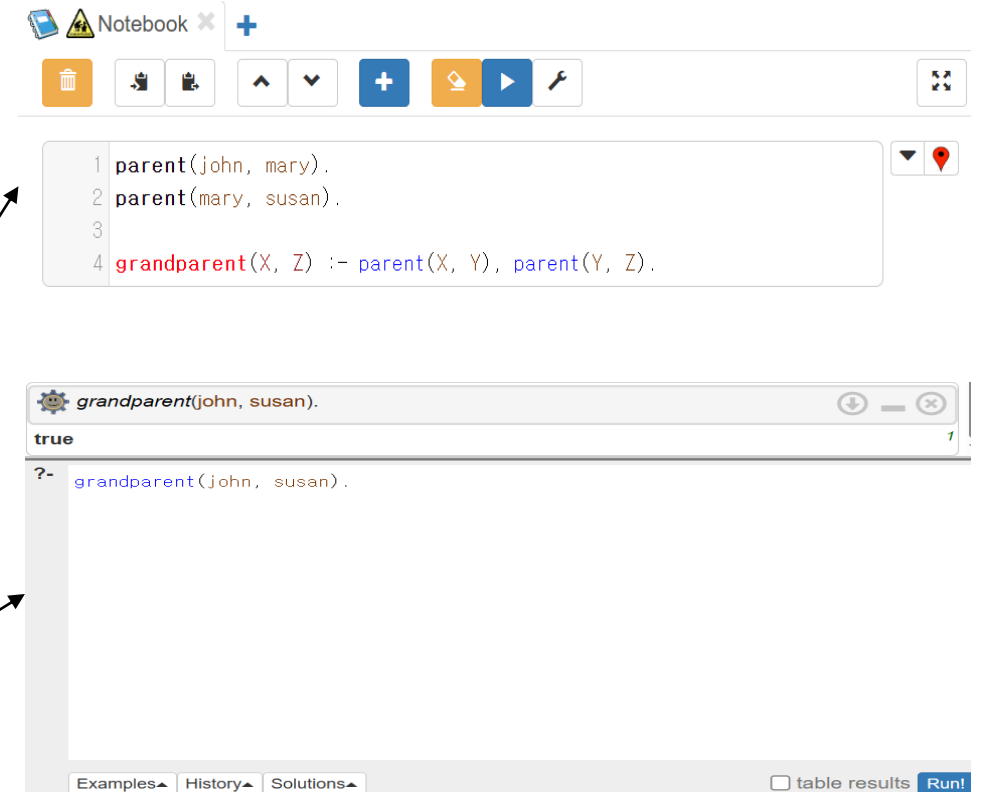 Notebook
1 parent(john, mary).
2 parent(mary, susan).
3
4 grandparent(X, Z) :- parent(X, Y), parent(Y, Z).
grandparent(john, susan).
true 1
?- grandparent(john, susan).
Examples History Solutions table results Run!